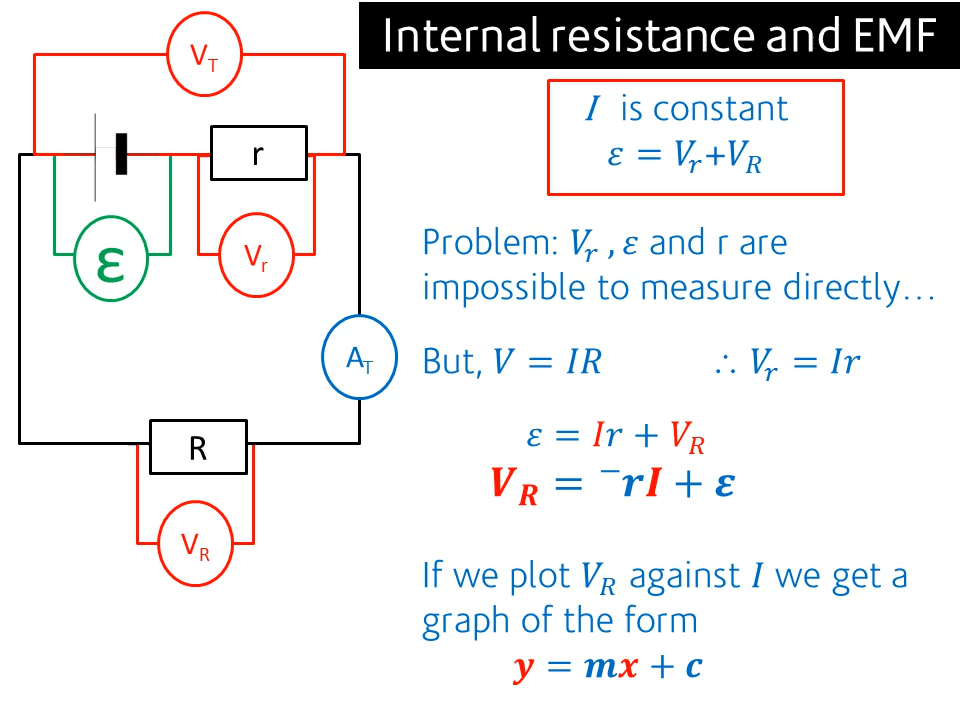 Internal resistance and EMF
V_T
r
ε
V_r
A_T
R
V_R
I is constant
ε = V_r+V_R
Problem: V_r , ε and r are
impossible to measure directly…
But, V = IR ∴ V_r = Ir
ε = Ir + V_R
V_R = ⁻rI + ε
If we plot V_R against I we get a
graph of the form
y = mx + c